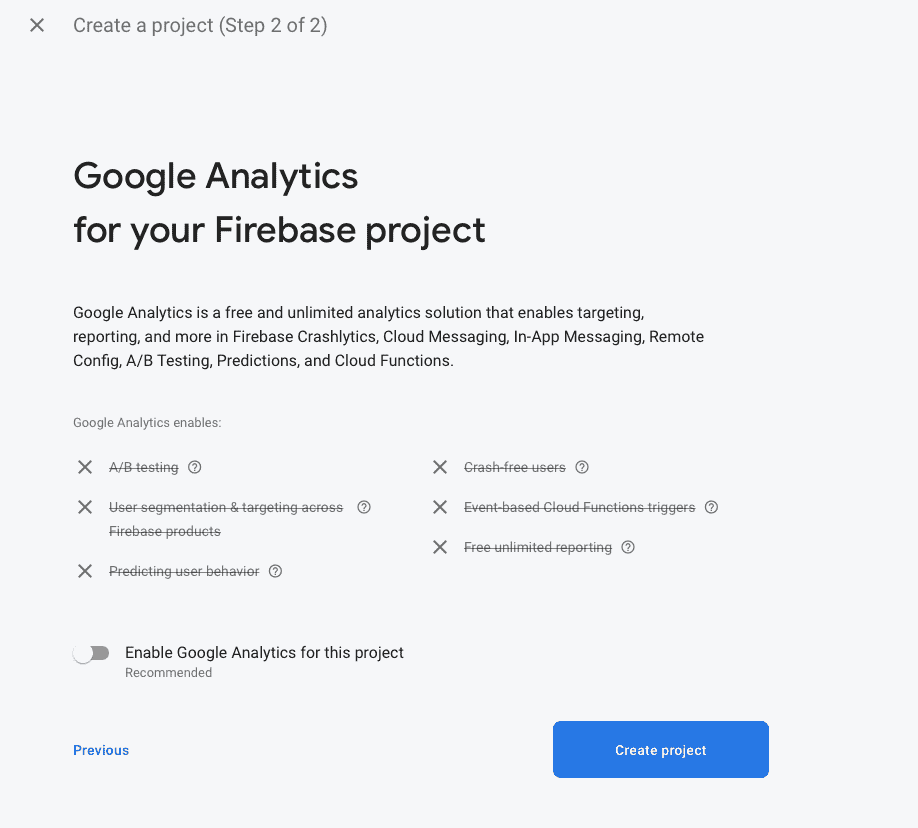 Create a project (Step 2 of 2)
Google Analytics
for your Firebase project
Google Analytics is a free and unlimited analytics solution that enables targeting,
reporting, and more in Firebase Crashlytics, Cloud Messaging, In-App Messaging, Remote
Config, A/B Testing, Predictions, and Cloud Functions.
Google Analytics enables:
A/B testing
User segmentation & targeting across
Firebase products
Predicting user behavior
Crash-free users
Event-based Cloud Functions triggers
Free unlimited reporting
Enable Google Analytics for this project
Recommended
Previous
Create project